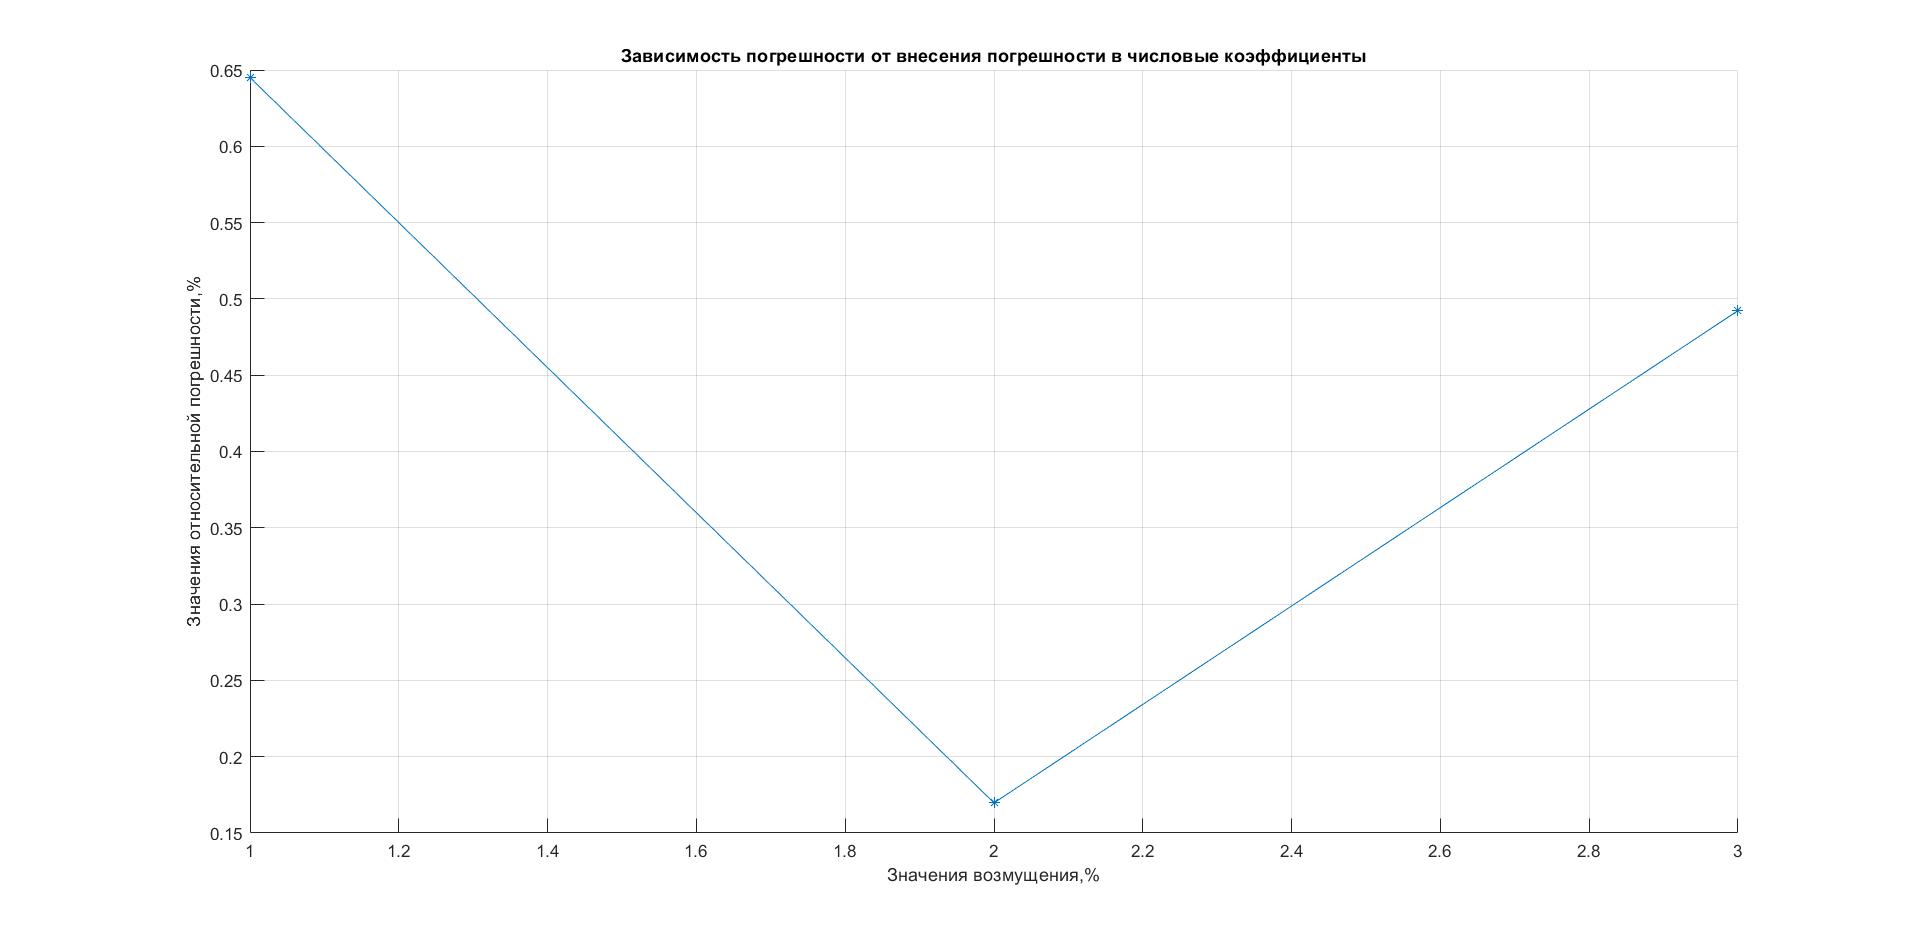 Зависимость погрешности от внесения погрешности в числовые коэффициенты
Значения относительной погрешности,%
0.65
0.6
0.55
0.5
0.45
0.4
0.35
0.3
0.25
0.2
0.15
1 1.2 1.4 1.6 1.8 2 2.2 2.4 2.6 2.8 3
Значения возмущения,%